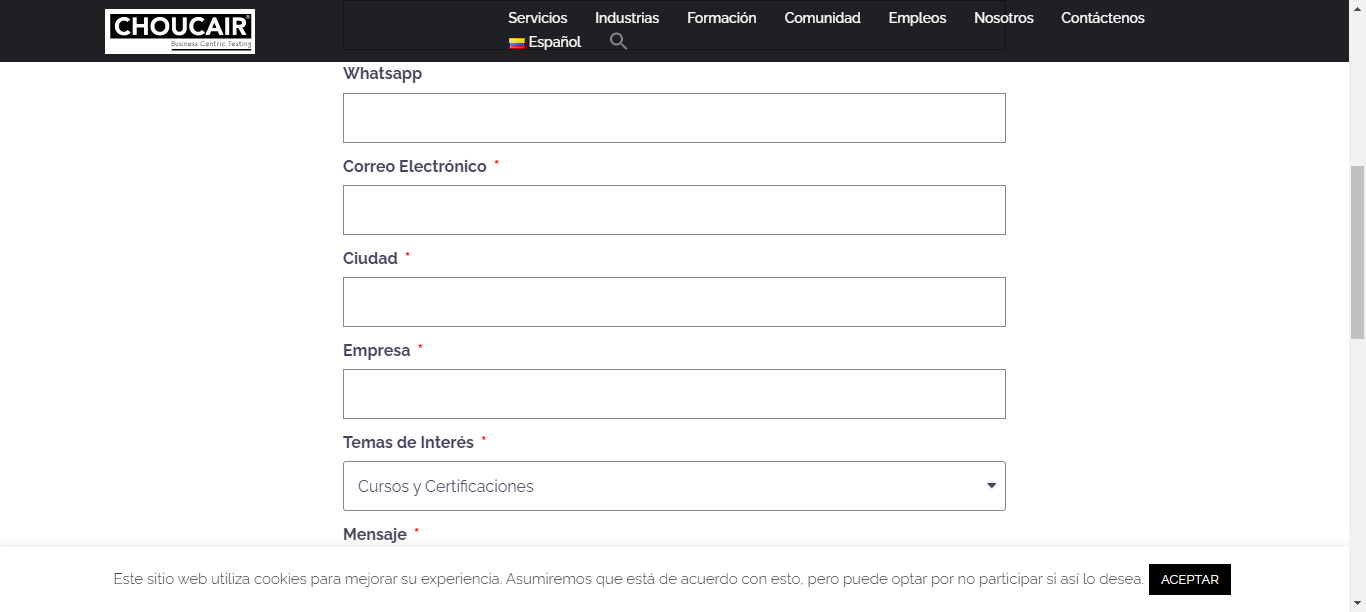 CHOUCAIR®
Business Centric Testing
Servicios Industrias Formación Comunidad Empleos Nosotros Contáctenos
Español
Whatsapp
Correo Electrónico *
Ciudad *
Empresa *
Temas de Interés *
Cursos y Certificaciones
Mensaje *
Este sitio web utiliza cookies para mejorar su experiencia. Asumiremos que está de acuerdo con esto, pero puede optar por no participar si así lo desea. ACEPTAR